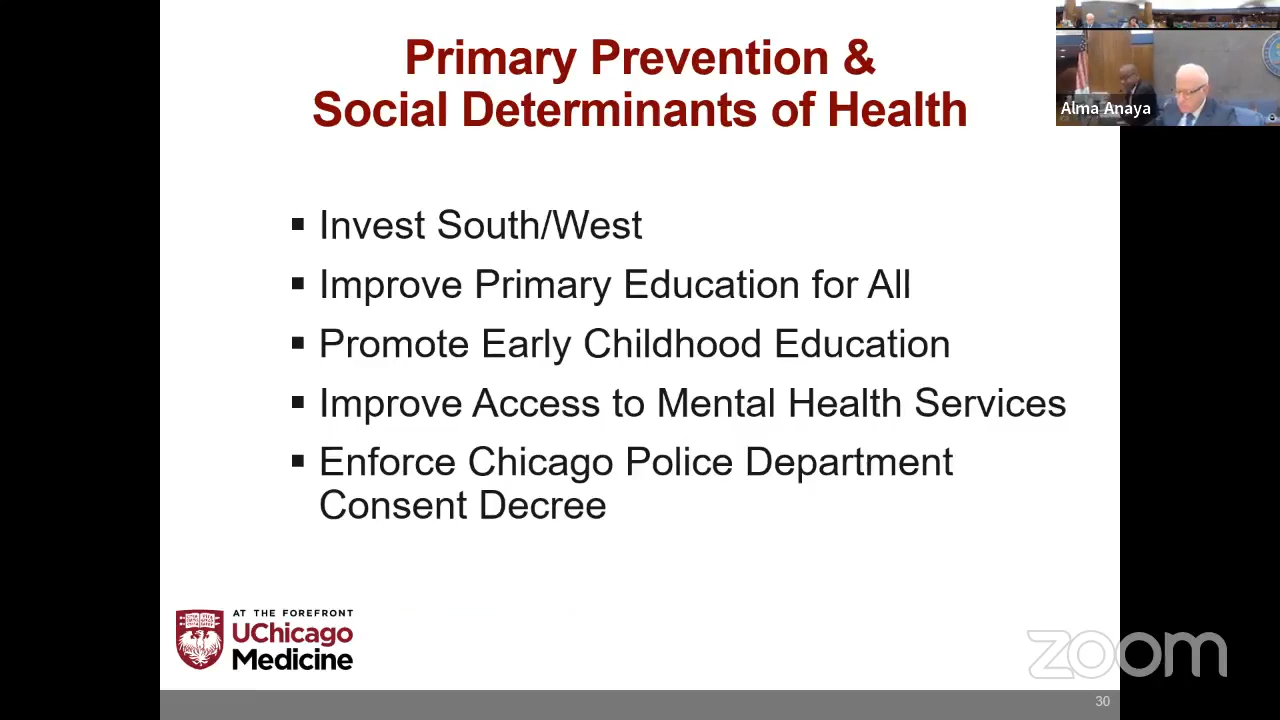 Primary Prevention &
Social Determinants of Health
Alma Anaya
▪ Invest South/West
▪ Improve Primary Education for All
▪ Promote Early Childhood Education
▪ Improve Access to Mental Health Services
▪ Enforce Chicago Police Department
Consent Decree
AT THE FOREFRONT
UChicago
Medicine
zoom
30